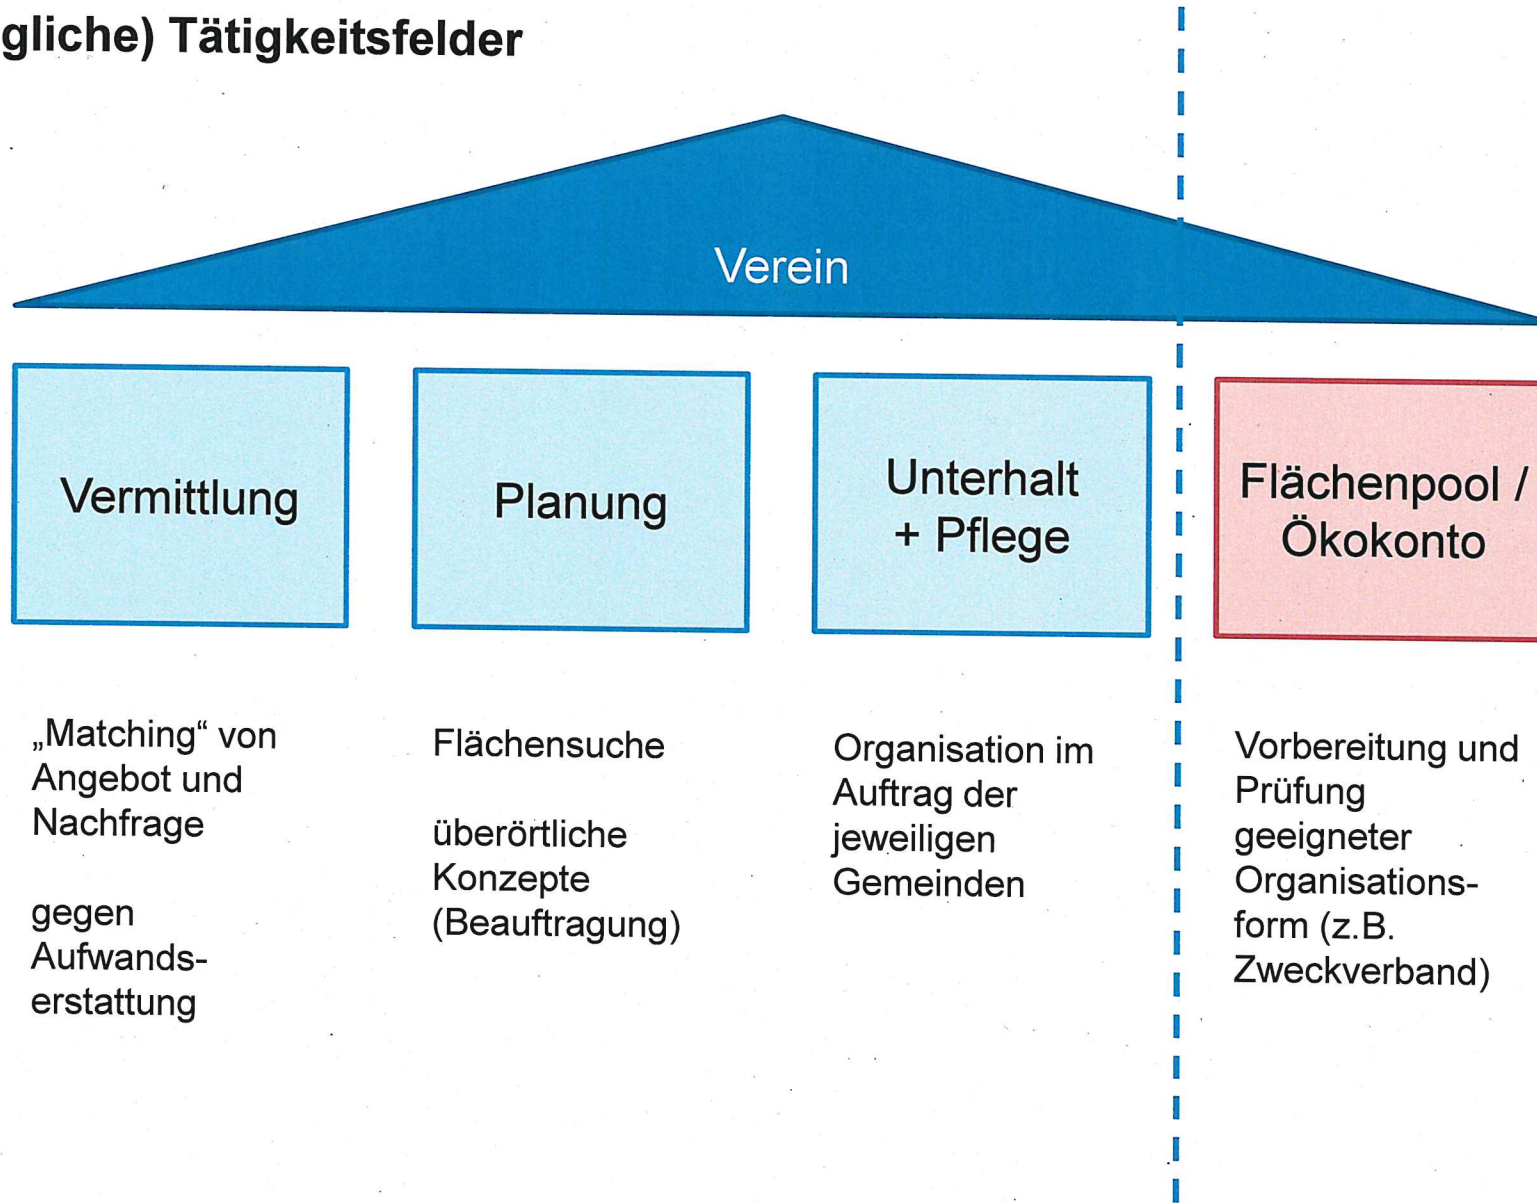 gliche) Tätigkeitsfelder
Verein
Vermittlung
Planung
Unterhalt
+ Pflege
Flächenpool /
Ökokonto
„Matching“ von
Angebot und
Nachfrage
gegen
Aufwands-
erstattung
Flächensuche
überörtliche
Konzepte
(Beauftragung)
Organisation im
Auftrag der
jeweiligen
Gemeinden
Vorbereitung und
Prüfung
geeigneter
Organisations-
form (z.B.
Zweckverband)